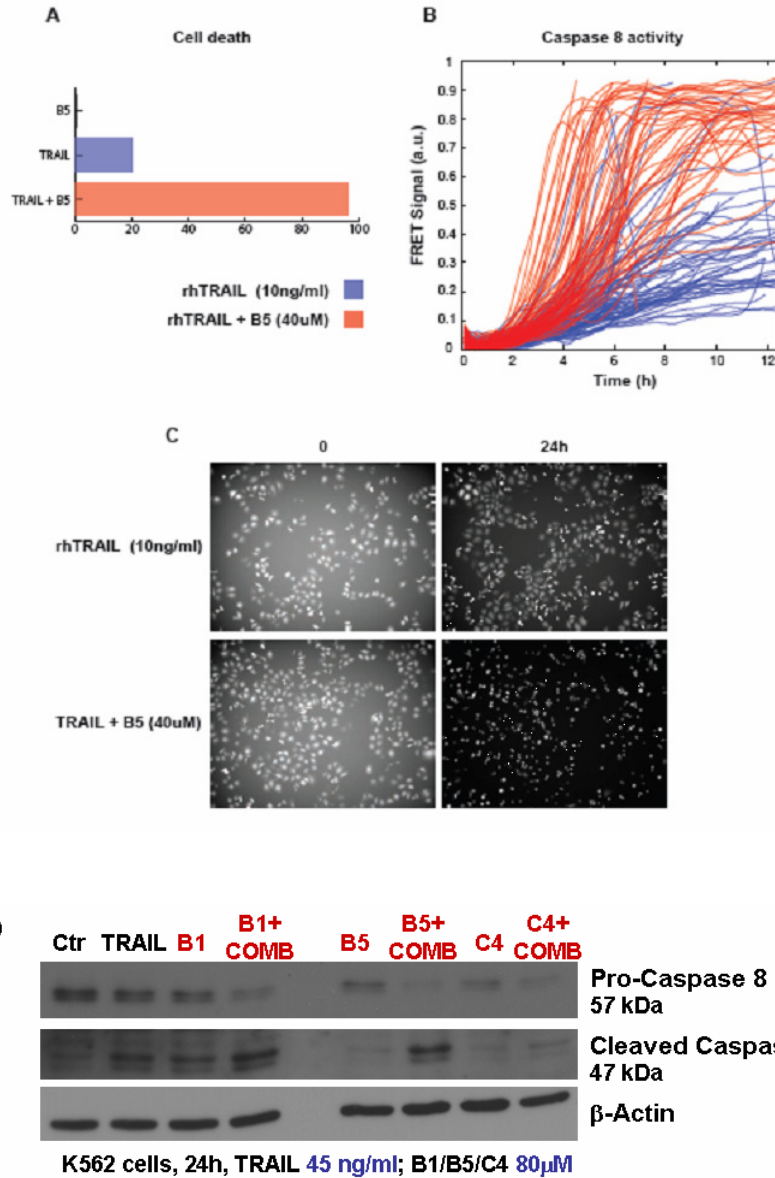 A
Cell death
B5
TRAIL
TRAIL + B5
0 20 40 60 80 100
rhTRAIL (10ng/ml)
rhTRAIL + B5 (40uM)
B
Caspase 8 activity
FRET Signal (a.u.)
1
0.9
0.8
0.7
0.6
0.5
0.4
0.3
0.2
0.1
0
0 2 4 6 8 10 12
Time (h)
C
0 24h
rhTRAIL (10ng/ml)
TRAIL + B5 (40uM)
Ctr TRAIL B1 B1+ COMB B5 B5+ COMB C4 C4+ COMB
Pro-Caspase 8
57 kDa
Cleaved Caspas
47 kDa
β-Actin
K562 cells, 24h, TRAIL 45 ng/ml; B1/B5/C4 80µM